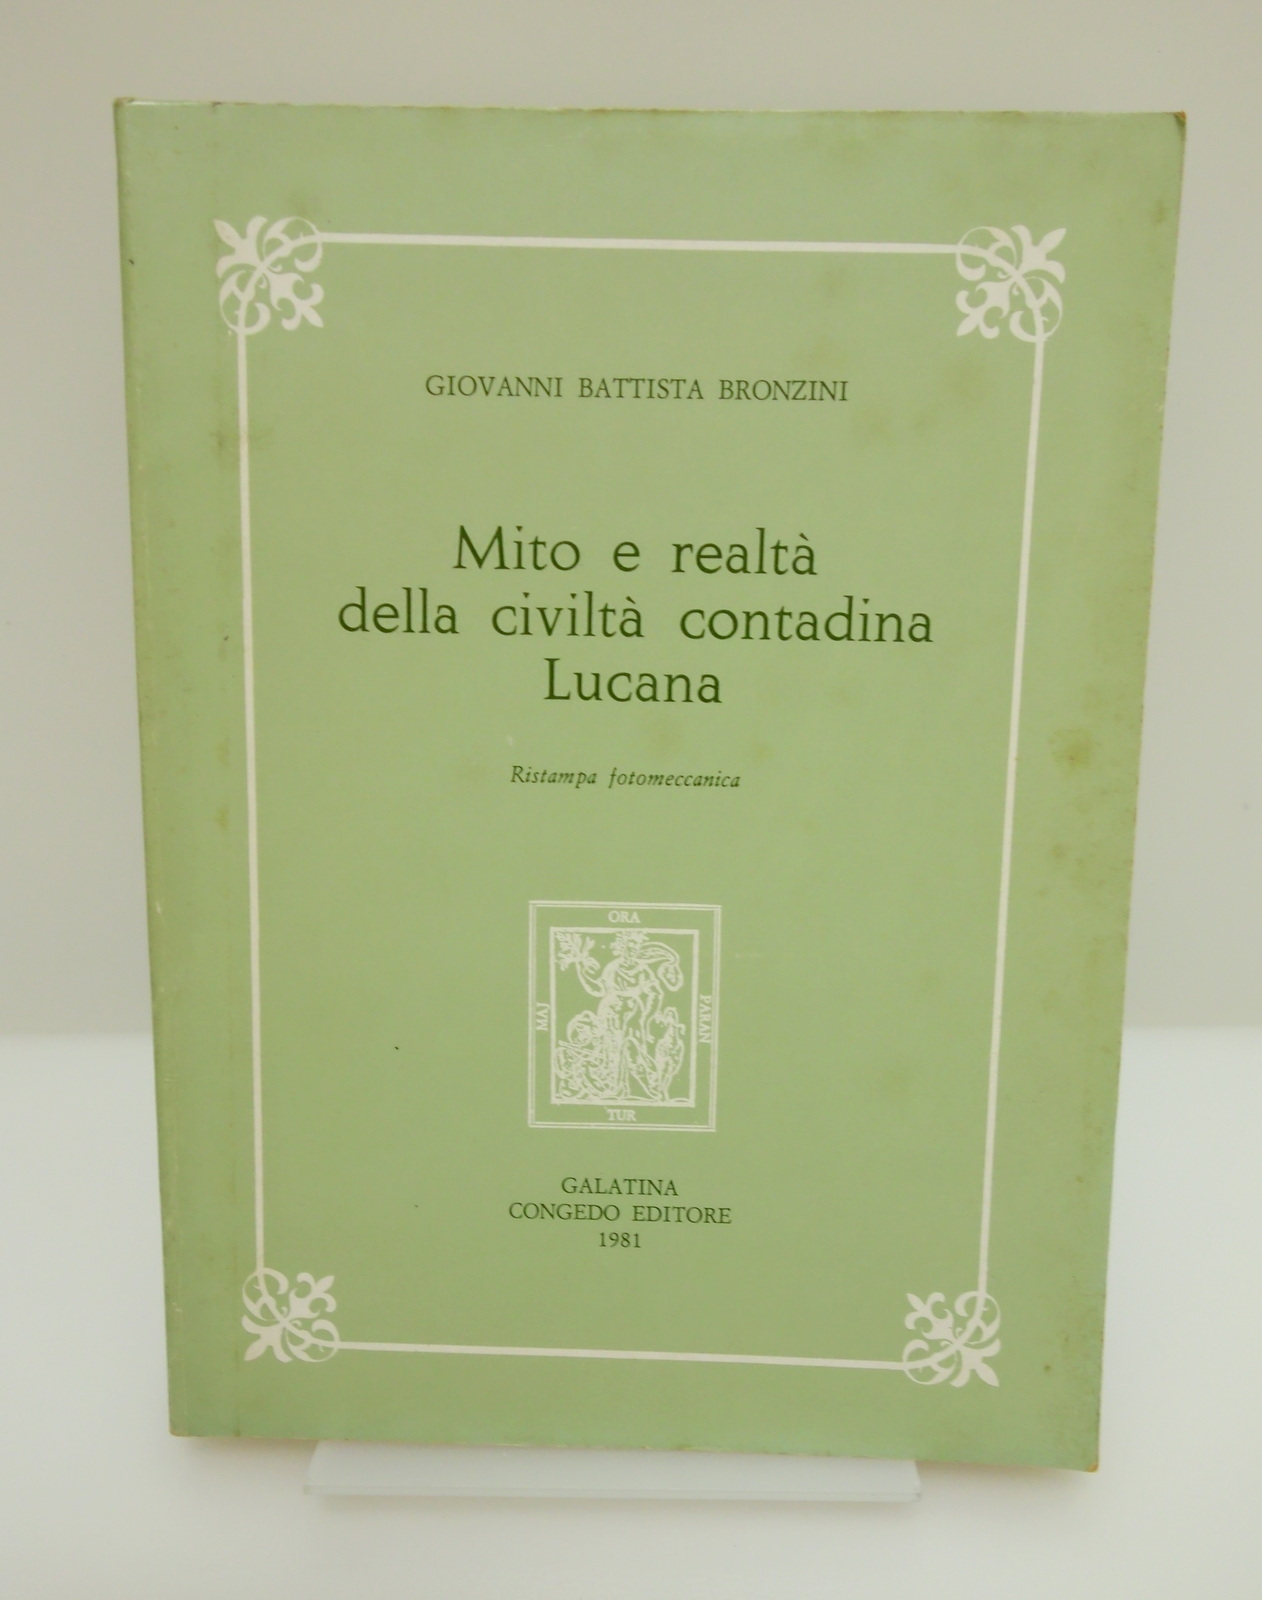 GIOVANNI BATTISTA BRONZINI
Mito e realtà
della civiltà contadina
Lucana
Ristampa fotomeccanica
ORA
MAJ
PARAN
TUR
GALATINA
CONGEDO EDITORE
1981